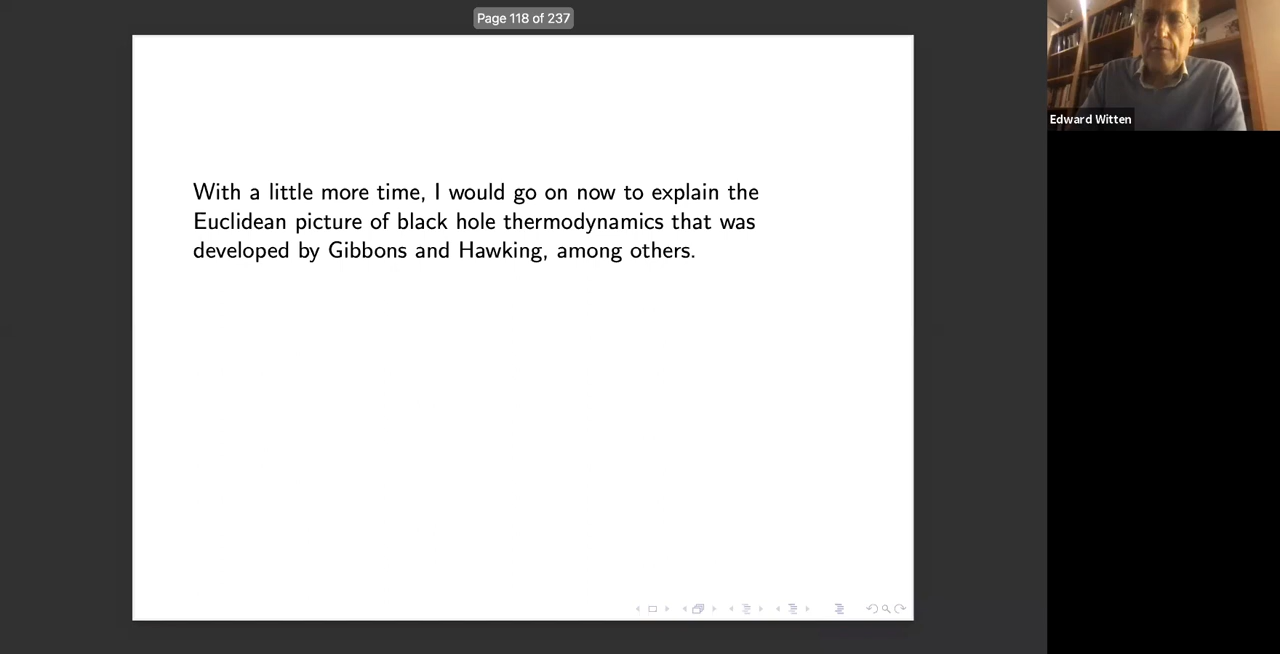 Page 118 of 237
With a little more time, I would go on now to explain the
Euclidean picture of black hole thermodynamics that was
developed by Gibbons and Hawking, among others.
Edward Witten